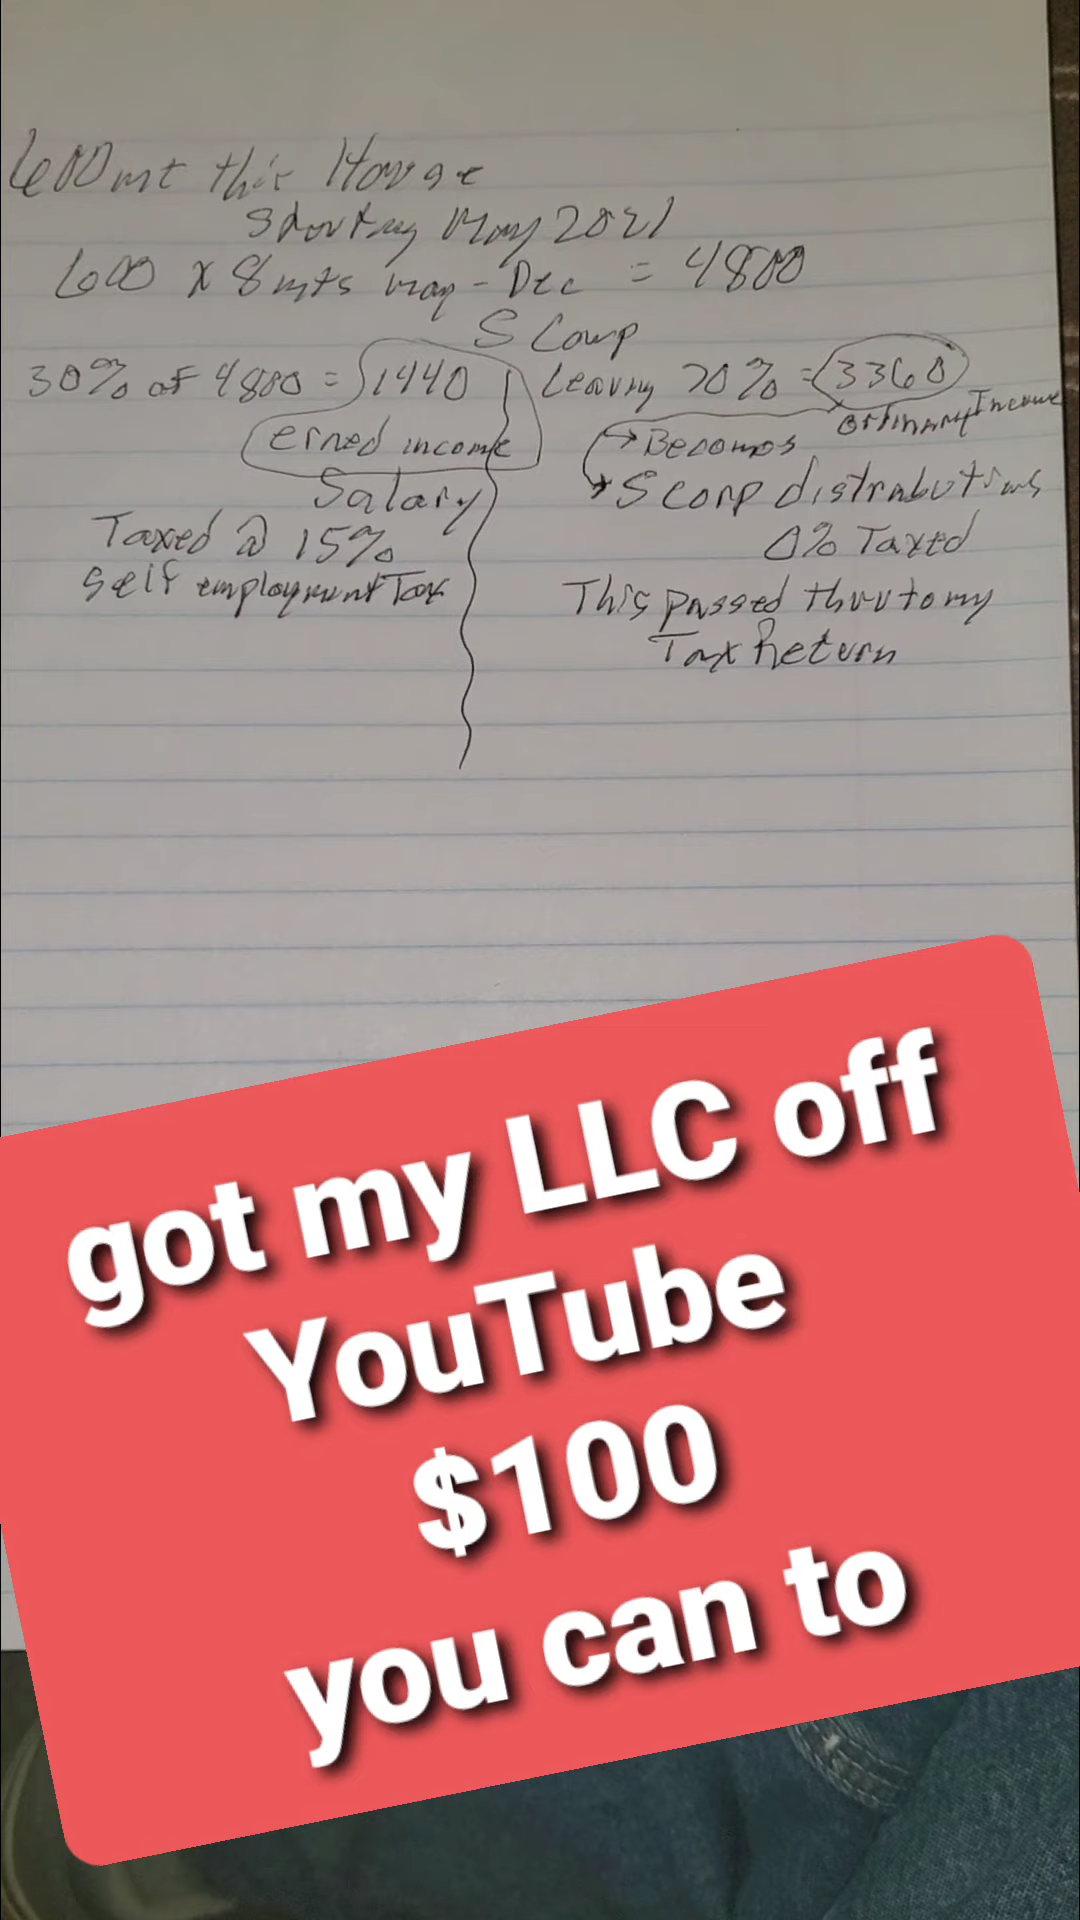 600 mt this House
Starting May 2021
600 x 8 mts may - Dec = 4800
S Corp
30% of 4800 = 1440
Leaving 70% = 3360
ordinary Income
erned income
Becomes
Salary
S corp distributions
Taxed @ 15%
0% Taxed
Self employment Tax
This passed thru to my
Tax Return
got my LLC off
YouTube
$100
you can to